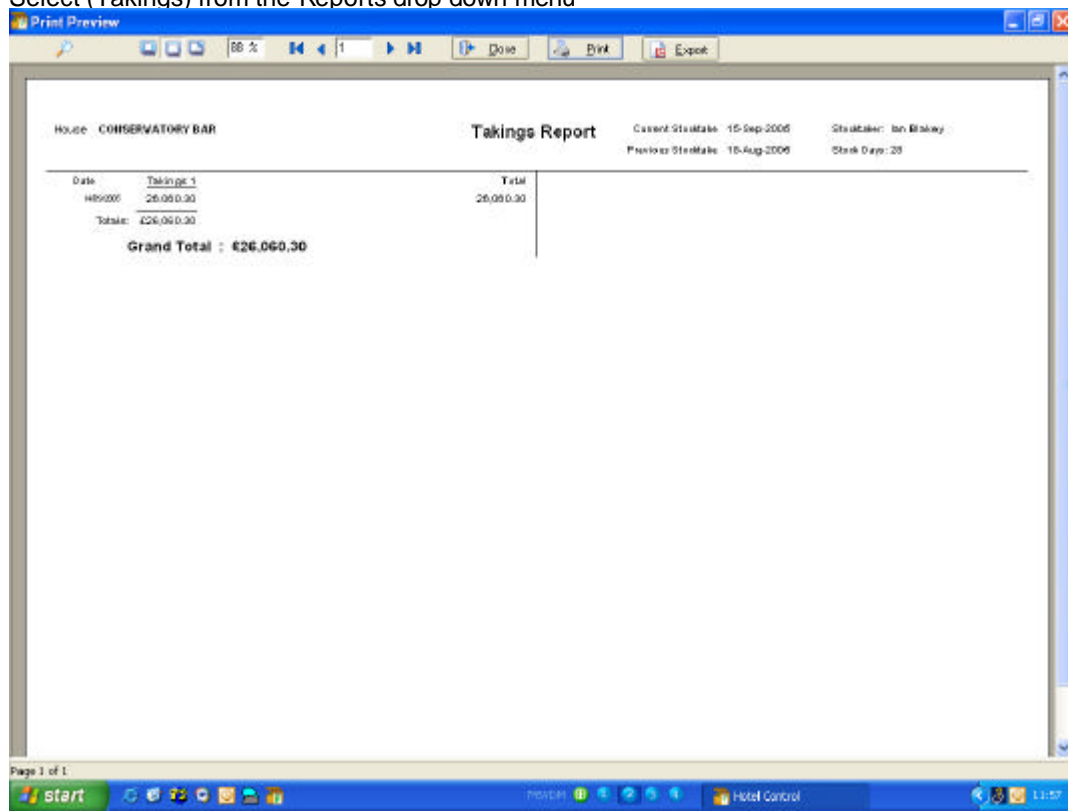 Select (Takings) from the Reports drop down menu
Print Preview
88 % 1 Close Print Export
House CONSERVATORY BAR Takings Report Current Stocktake 15-Sep-2006 Stocktaker: Ian Blakey
Previous Stocktake 18-Aug-2006 Stock Days: 28
Date Takings 1 Total
26,060.30 26,060.30
Totals: £26,060.30
Grand Total : £26,060.30
Page 1 of 1
start Hotel Control 11:57